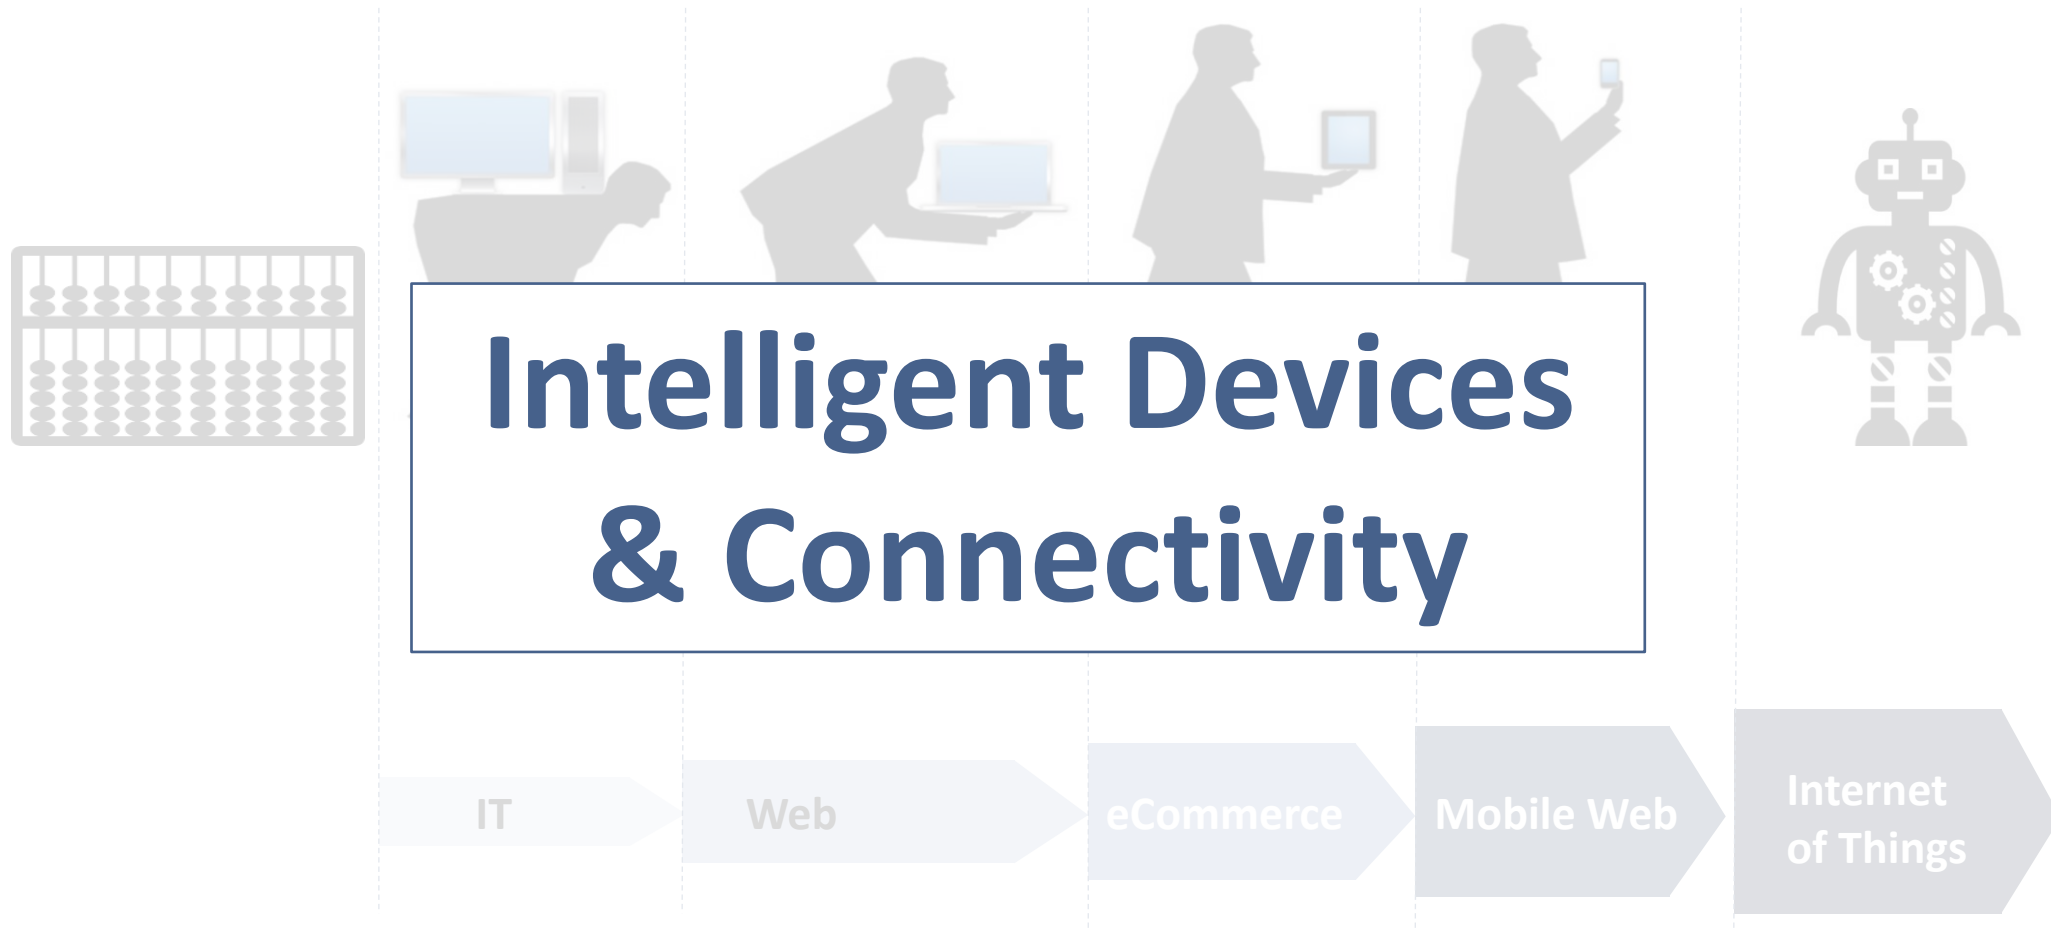 Intelligent Devices
& Connectivity
IT
Web
eCommerce
Mobile Web
Internet
of Things